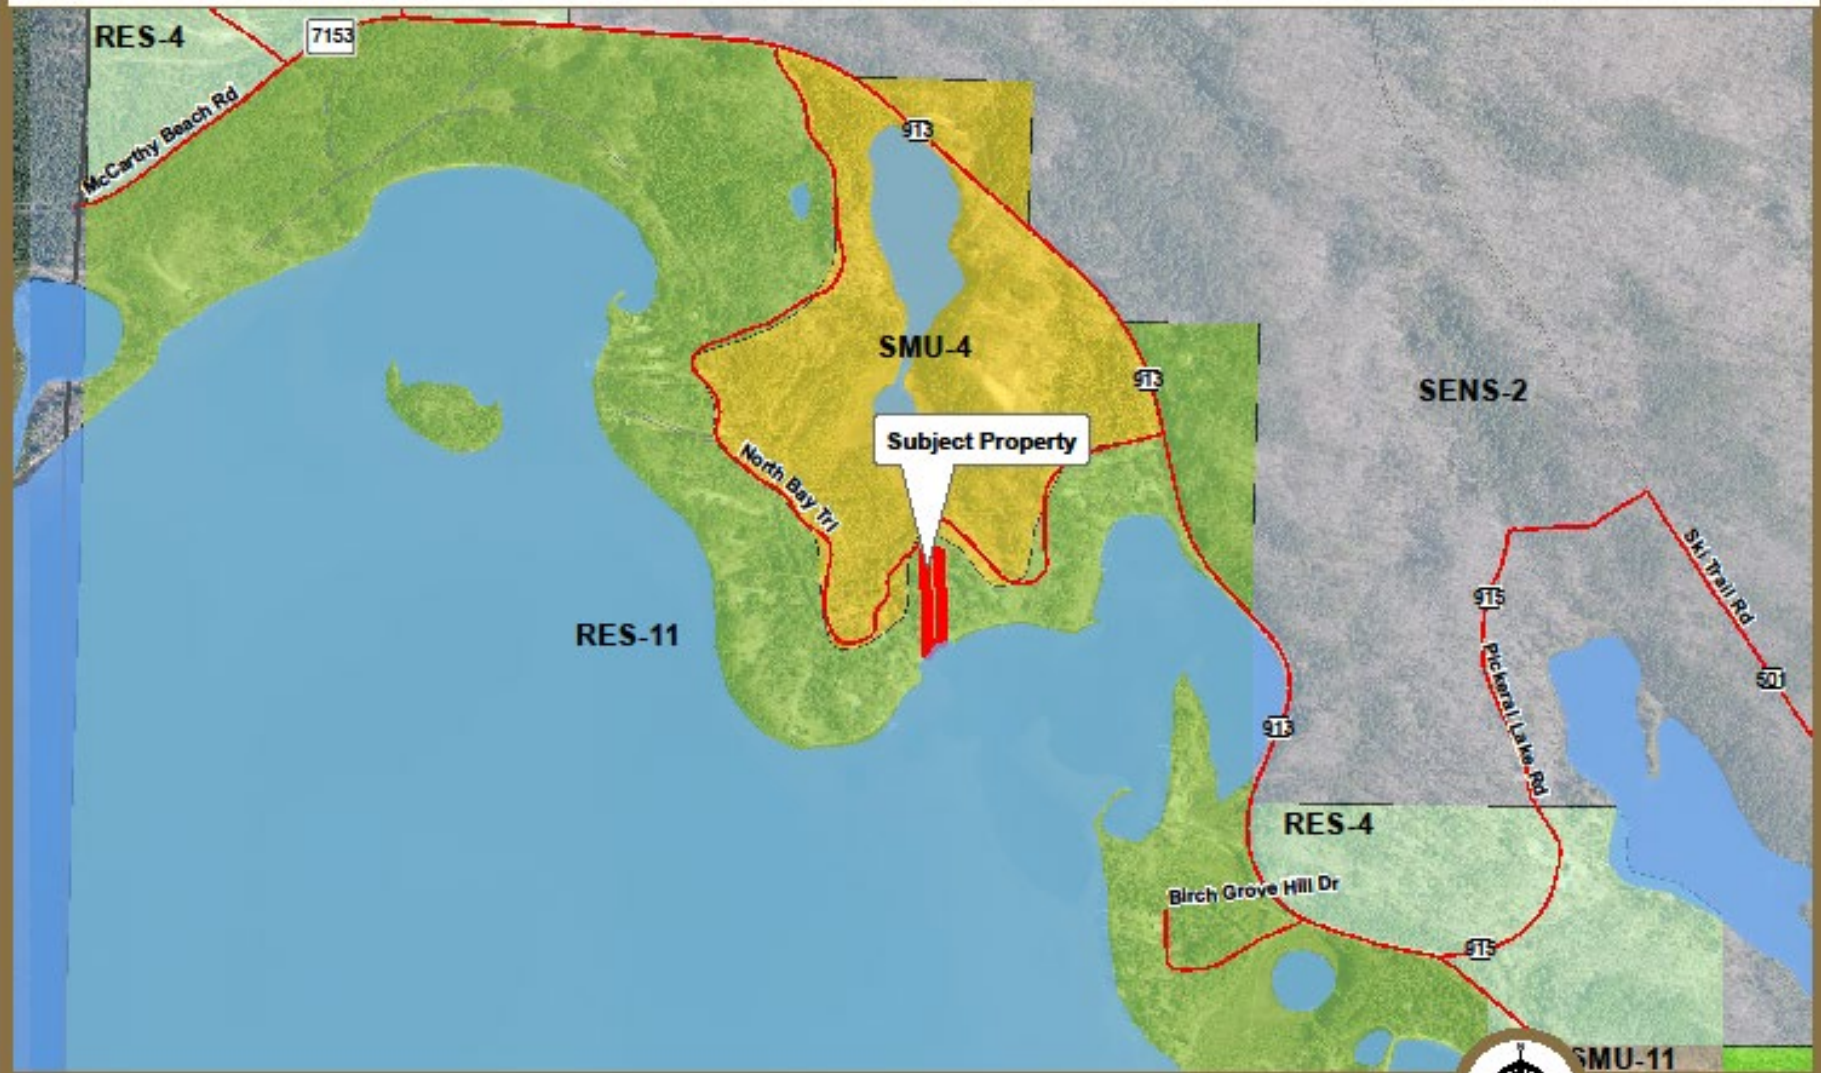 RES-4
7153
McCarthy Beach Rd
913
SMU-4
913
SENS-2
Subject Property
North Bay Trl
Ski Trail Rd
915
RES-11
Pickeral Lake Rd
501
913
RES-4
Birch Grove Hill Dr
915
N
SMU-11